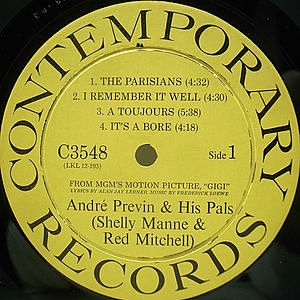 CONTEMPORARY
1. THE PARISIANS (4:32)
2. I REMEMBER IT WELL (4:30)
3. A TOUJOURS (5:38)
4. IT'S A BORE (4:18)
C3548
Side 1
(LKL 12-193)
FROM MGM'S MOTION PICTURE, "GIGI"
LYRICS BY ALAN JAY LERNER, MUSIC BY FREDERICK LOEWE
André Previn & His Pals
(Shelly Manne &
Red Mitchell)
RECORDS